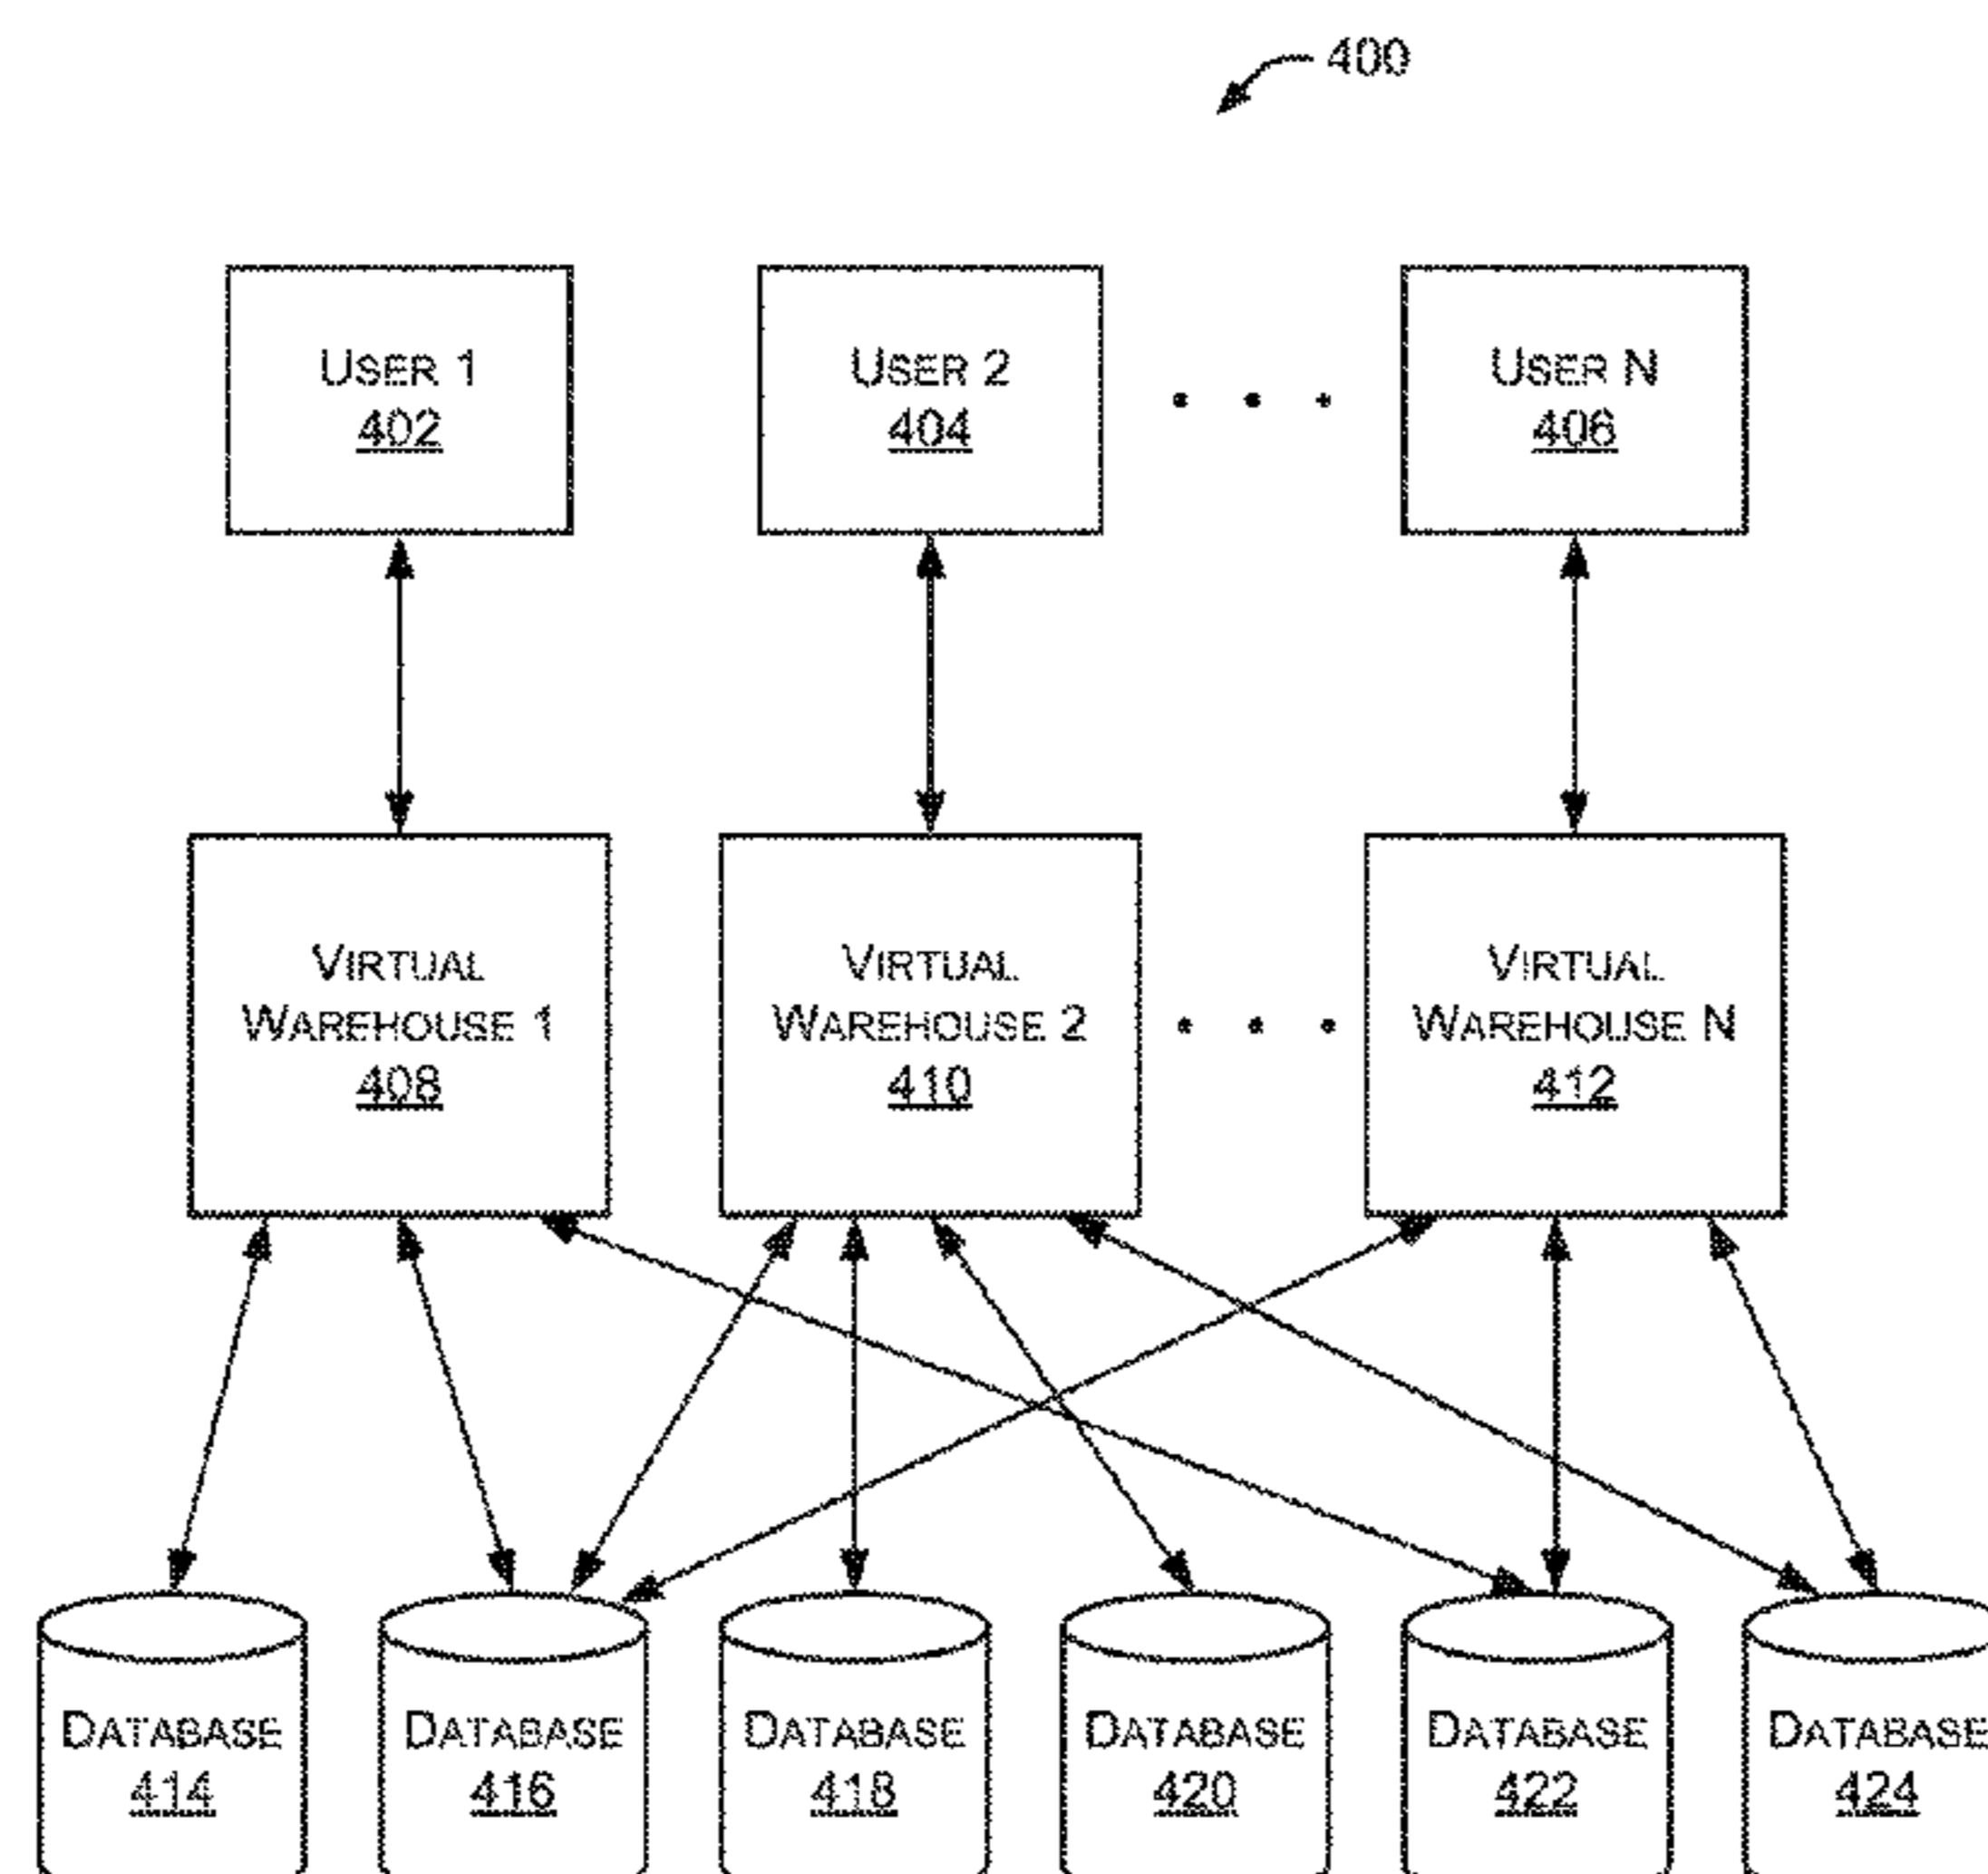 400
USER 1
402
USER 2
404
USER N
406
VIRTUAL
WAREHOUSE 1
408
VIRTUAL
WAREHOUSE 2
410
VIRTUAL
WAREHOUSE N
412
DATABASE
414
DATABASE
416
DATABASE
418
DATABASE
420
DATABASE
422
DATABASE
424